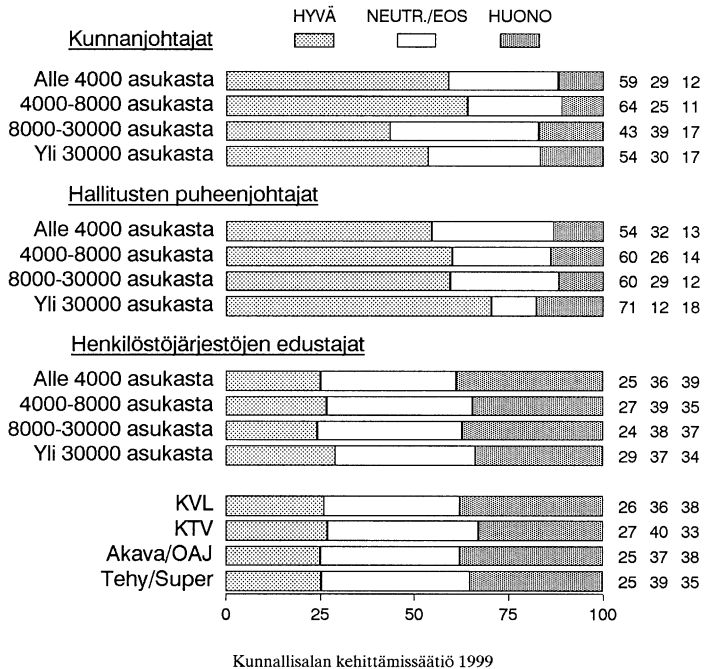 HYVÄ NEUTR./EOS HUONO
Kunnanjohtajat
Alle 4000 asukasta 59 29 12
4000-8000 asukasta 64 25 11
8000-30000 asukasta 43 39 17
Yli 30000 asukasta 54 30 17
Hallitusten puheenjohtajat
Alle 4000 asukasta 54 32 13
4000-8000 asukasta 60 26 14
8000-30000 asukasta 60 29 12
Yli 30000 asukasta 71 12 18
Henkilöstöjärjestöjen edustajat
Alle 4000 asukasta 25 36 39
4000-8000 asukasta 27 39 35
8000-30000 asukasta 24 38 37
Yli 30000 asukasta 29 37 34
KVL 26 36 38
KTV 27 40 33
Akava/OAJ 25 37 38
Tehy/Super 25 39 35
0 25 50 75 100
Kunnallisalan kehittämissäätiö 1999